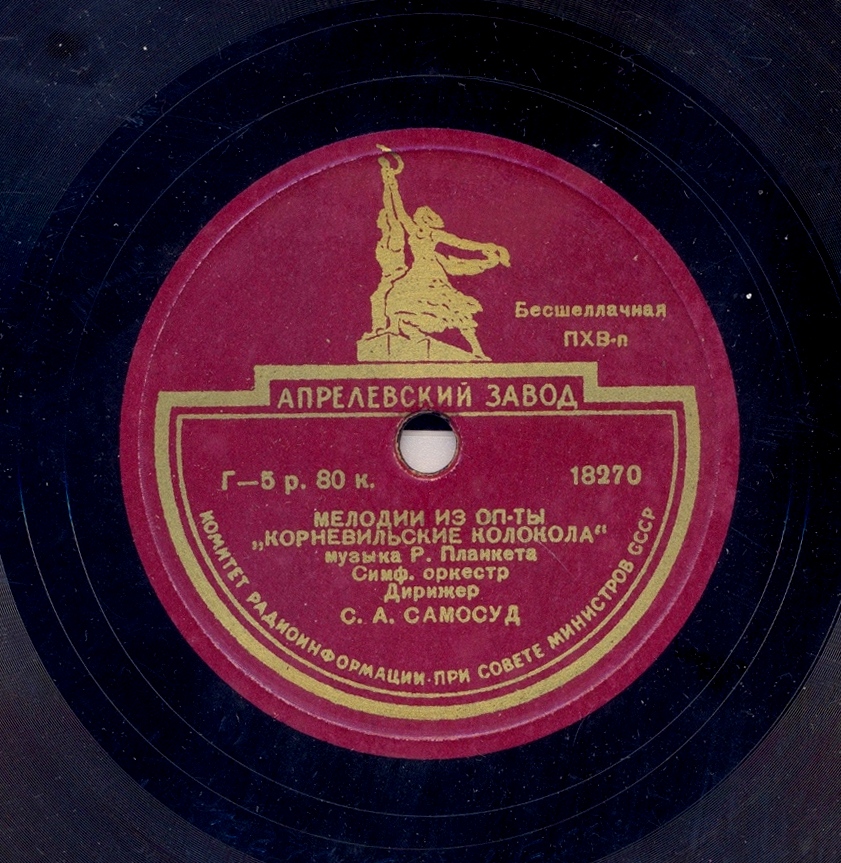 Бесшеллачная
ПХВ-п
АПРЕЛЕВСКИЙ ЗАВОД
Г—5 р. 80 к.
18270
МЕЛОДИИ ИЗ ОП-ТЫ
„КОРНЕВИЛЬСКИЕ КОЛОКОЛА“
музыка Р. Планкета
Симф. оркестр
Дирижер
С. А. САМОСУД
КОМИТЕТ РАДИОИНФОРМАЦИИ·ПРИ СОВЕТЕ МИНИСТРОВ СССР